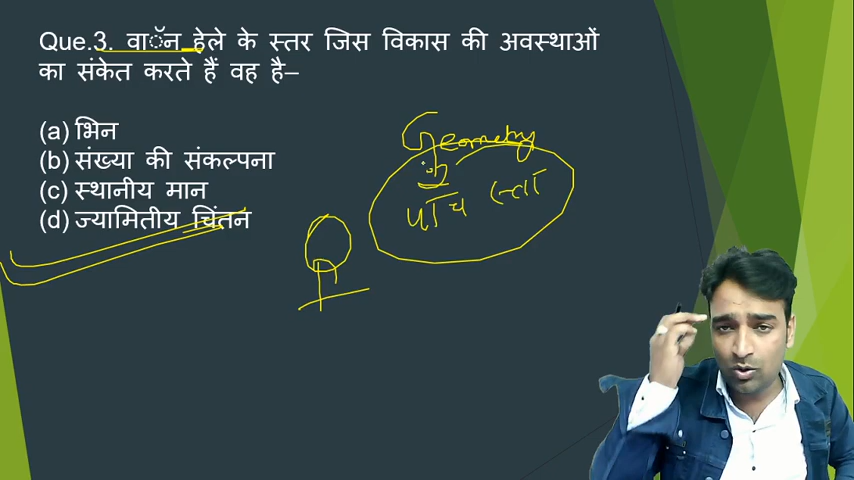 Que.3. वाॅन हेले के स्तर जिस विकास की अवस्थाओं
का संकेत करते हैं वह है–
(a) भिन
(b) संख्या की संकल्पना
(c) स्थानीय मान
(d) ज्यामितीय चिंतन
Geometry
के
पाँच स्तर